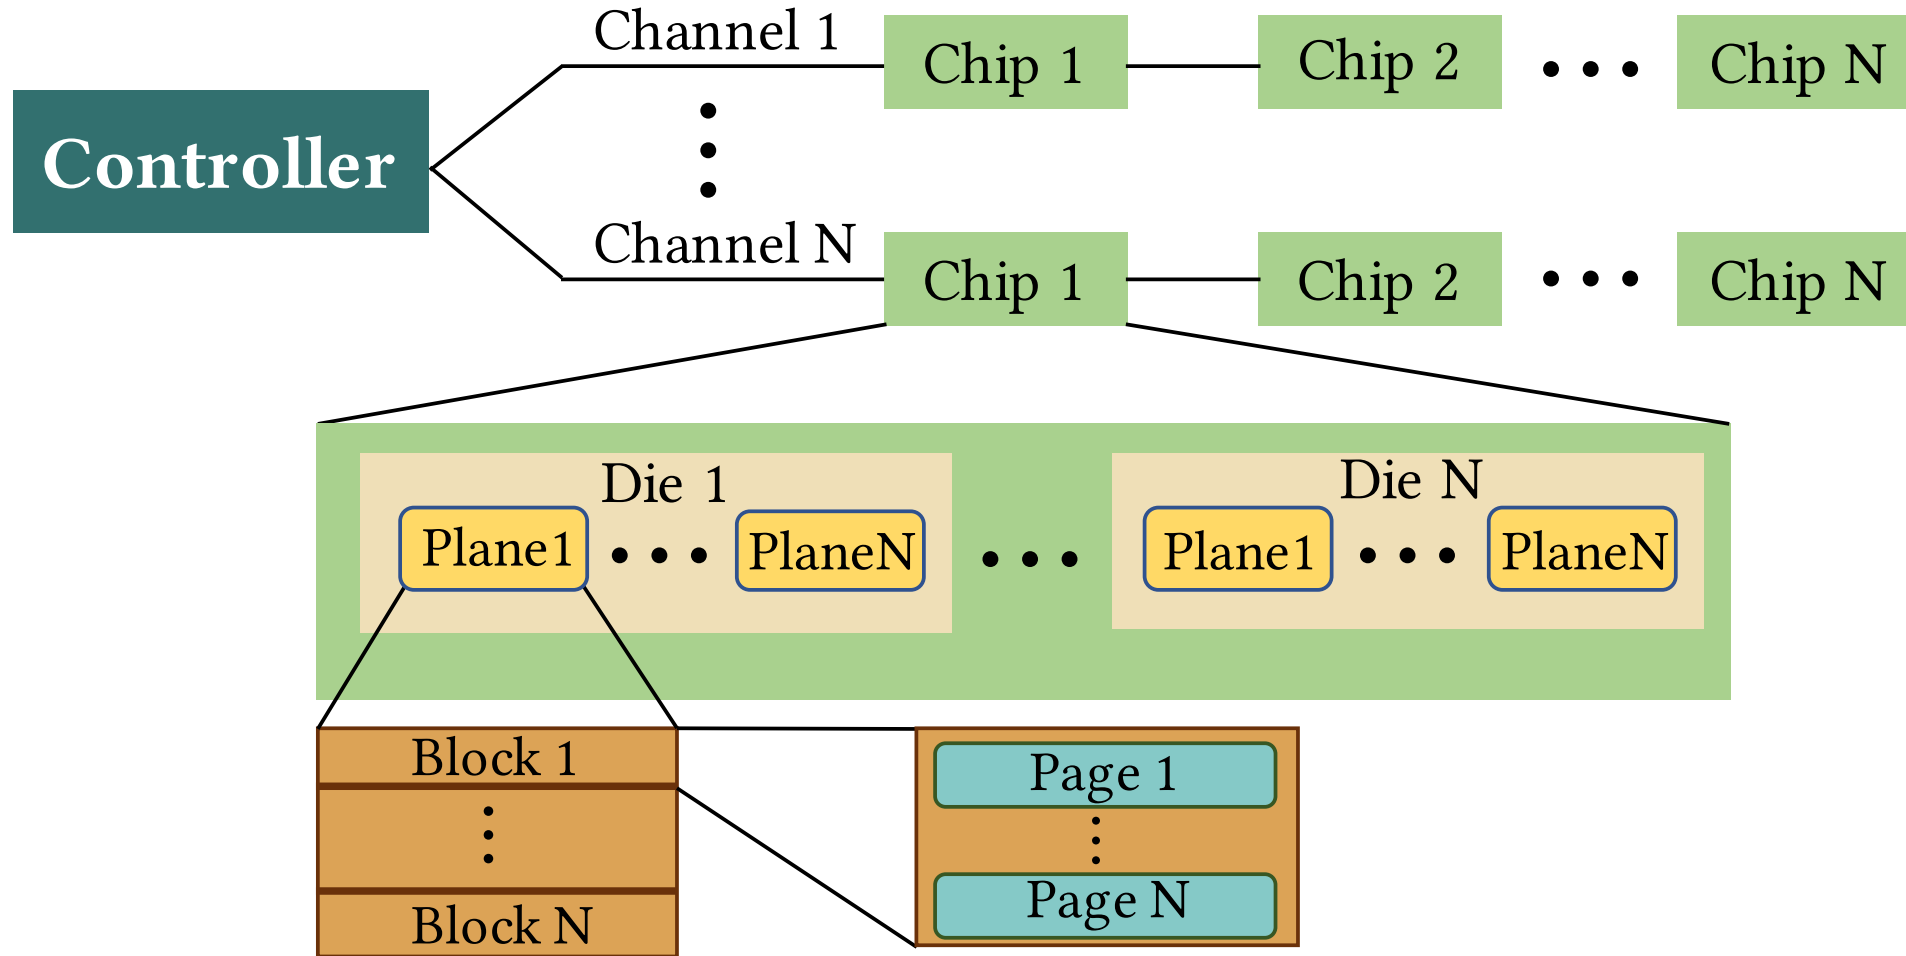 Channel 1
Chip 1
Chip 2
Chip N
Controller
Channel N
Chip 1
Chip 2
Chip N
Die 1
Die N
Plane1
PlaneN
Plane1
PlaneN
Block 1
Block N
Page 1
Page N